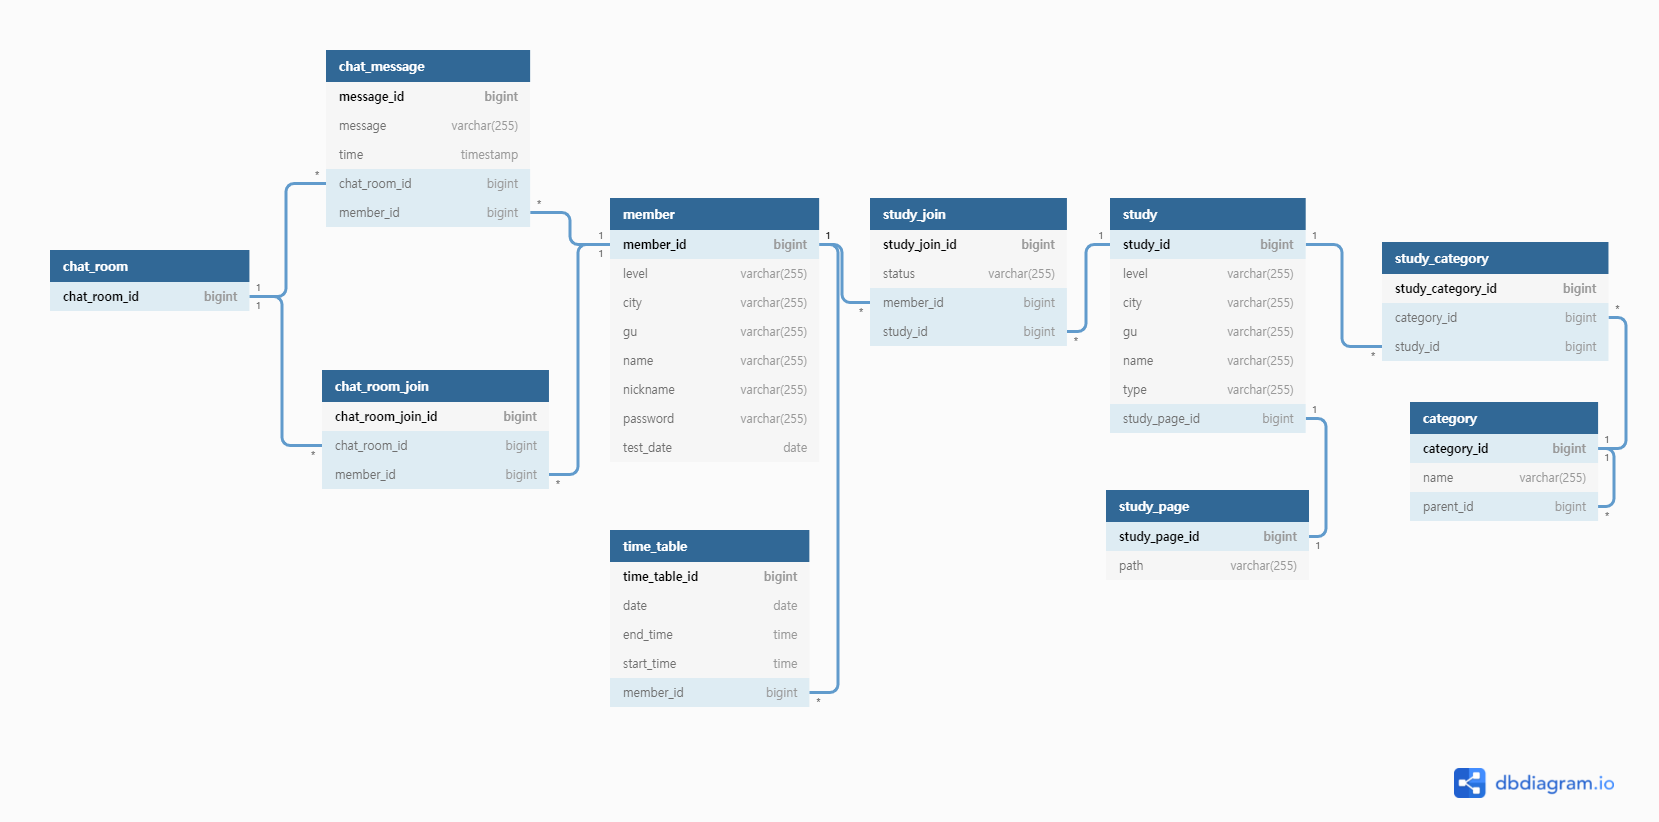 chat_message
message_id bigint
message varchar(255)
time timestamp
* chat_room_id bigint
member_id bigint *
chat_room
chat_room_id bigint 1
1
chat_room_join
chat_room_join_id bigint
chat_room_id bigint
*
member_id bigint
*
member
1 member_id bigint 1
1
level varchar(255)
city varchar(255)
gu varchar(255)
name varchar(255)
nickname varchar(255)
password varchar(255)
test_date date
time_table
time_table_id bigint
date date
end_time time
start_time time
member_id bigint
*
study_join
study_join_id bigint
status varchar(255)
member_id bigint
*
study_id bigint
*
study
1 study_id bigint 1
level varchar(255)
city varchar(255)
gu varchar(255)
name varchar(255)
type varchar(255)
study_page_id bigint 1
study_page
study_page_id bigint
1
path varchar(255)
study_category
study_category_id bigint
category_id bigint *
study_id bigint
*
category
category_id bigint 1
1
name varchar(255)
parent_id bigint
*
dbdiagram.io